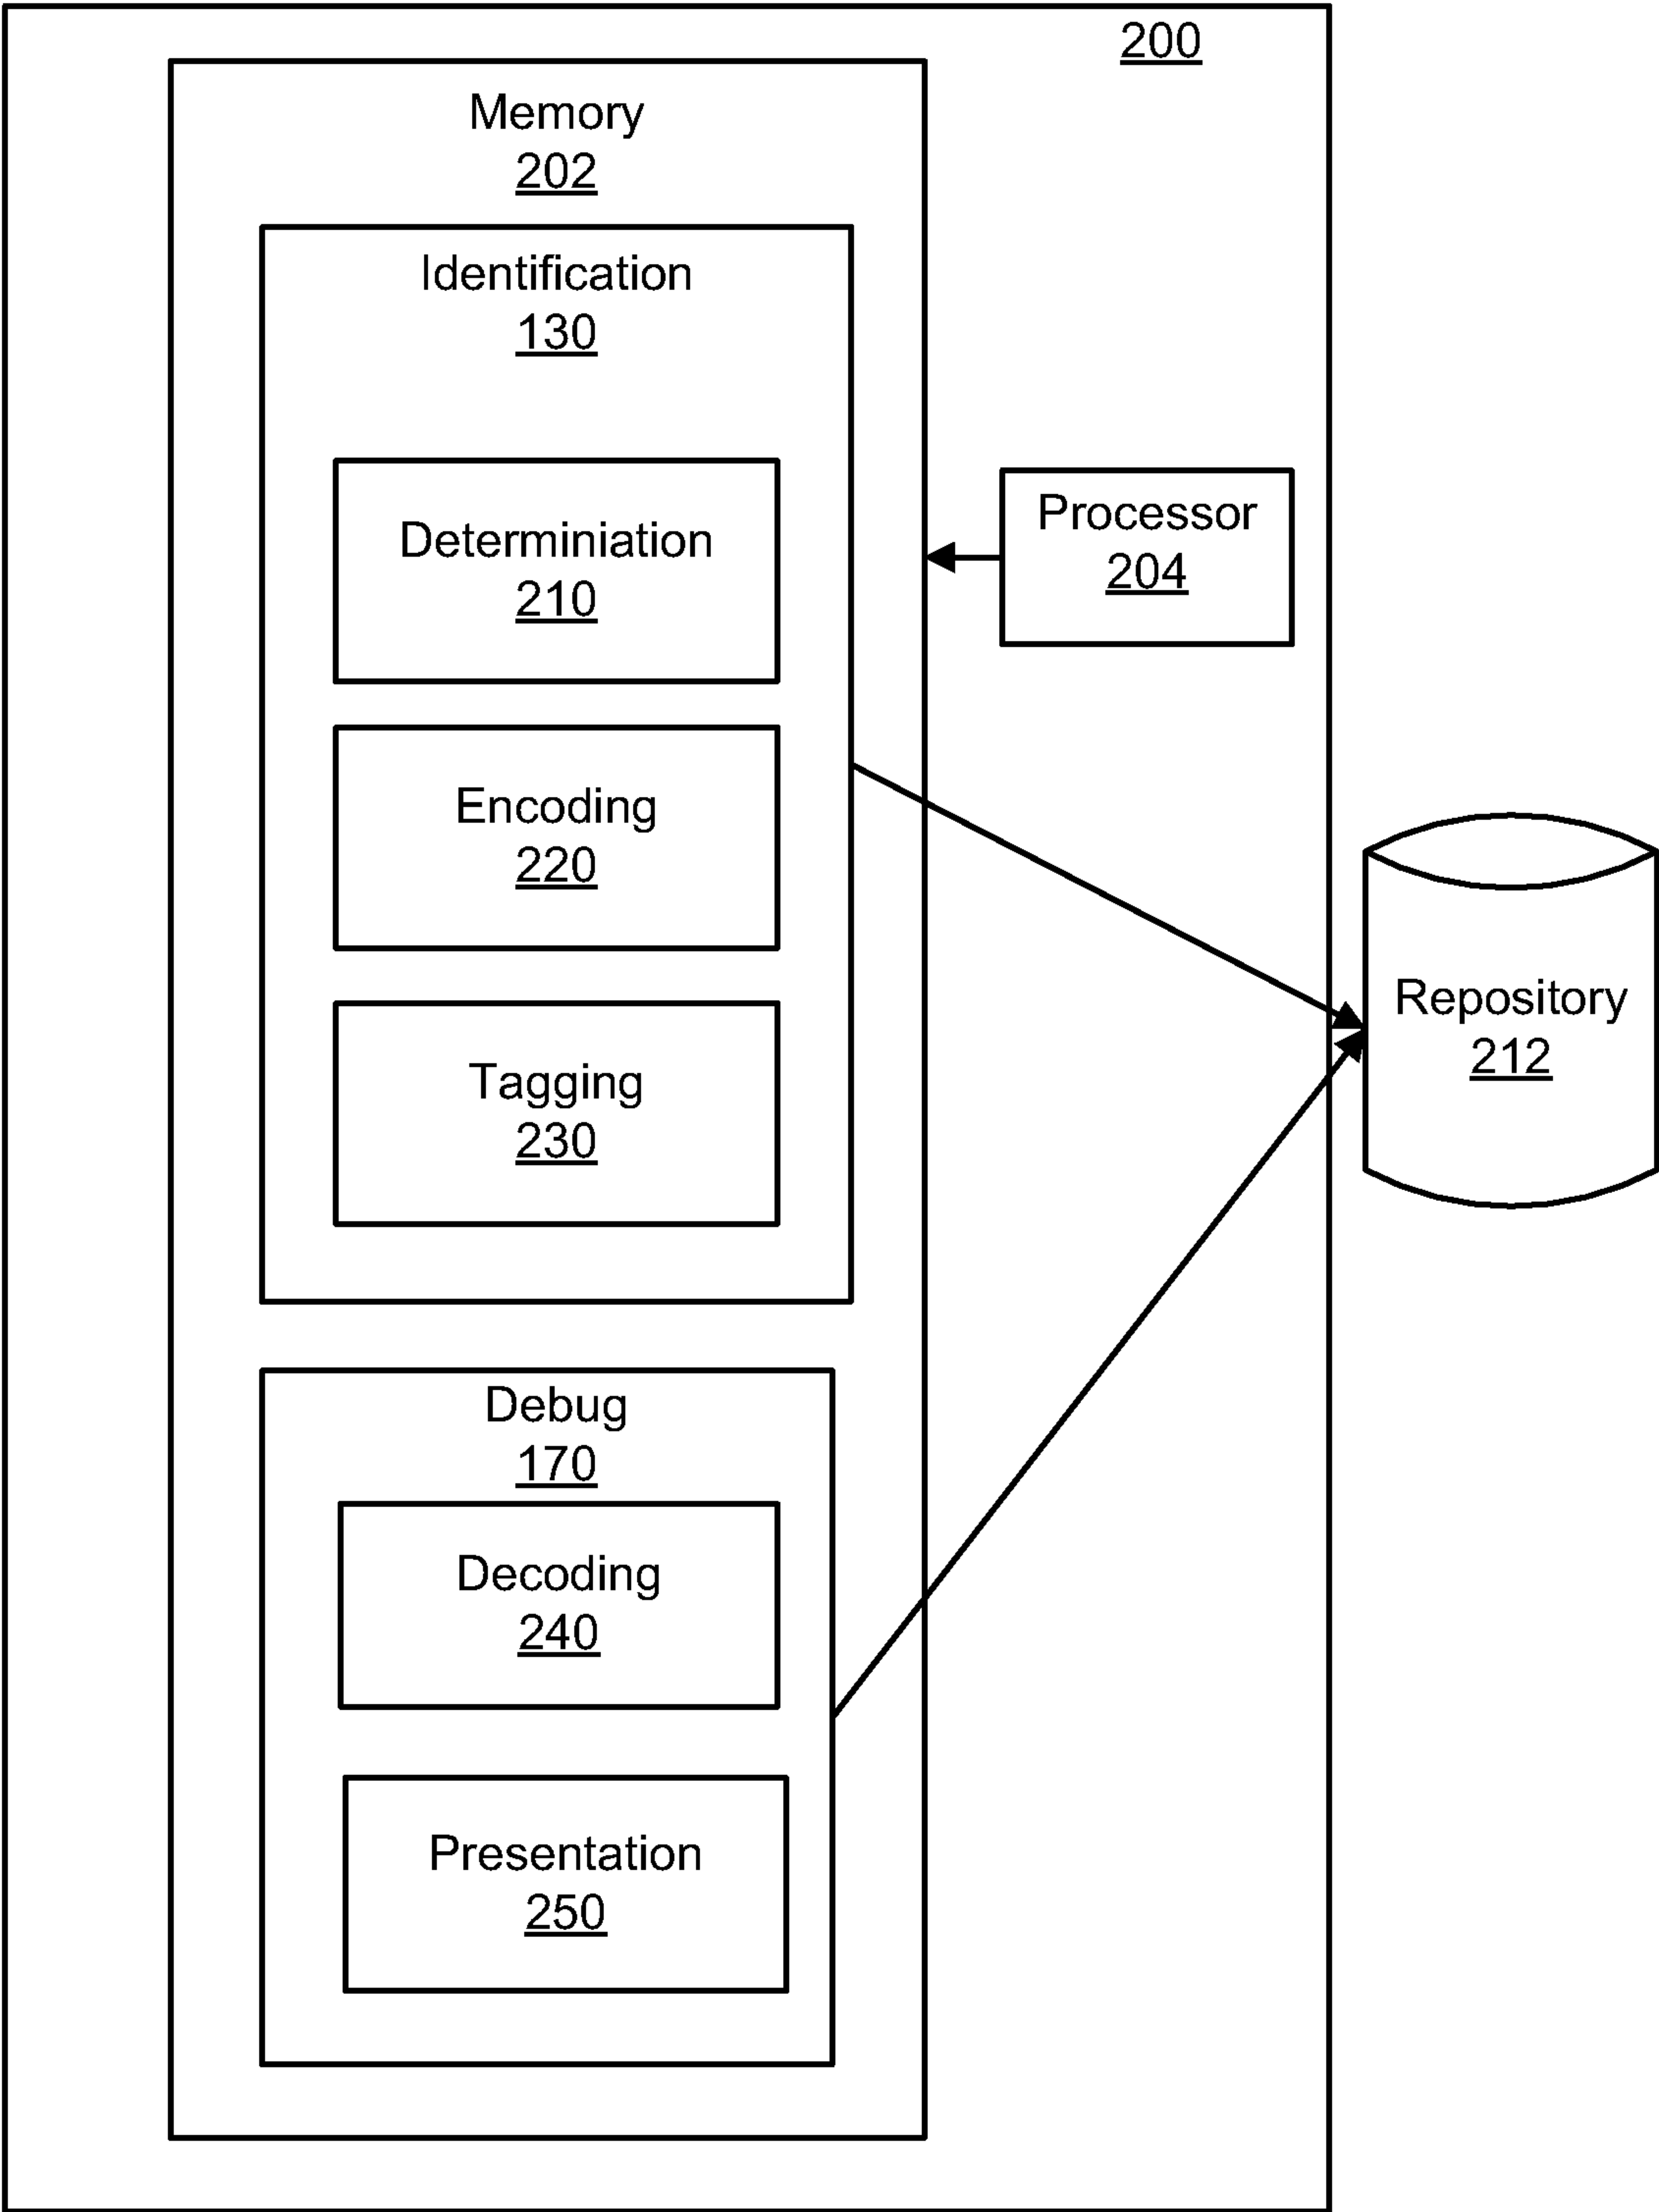 200
Memory
202
Identification
130
Determiniation
210
Processor
204
Encoding
220
Repository
212
Tagging
230
Debug
170
Decoding
240
Presentation
250